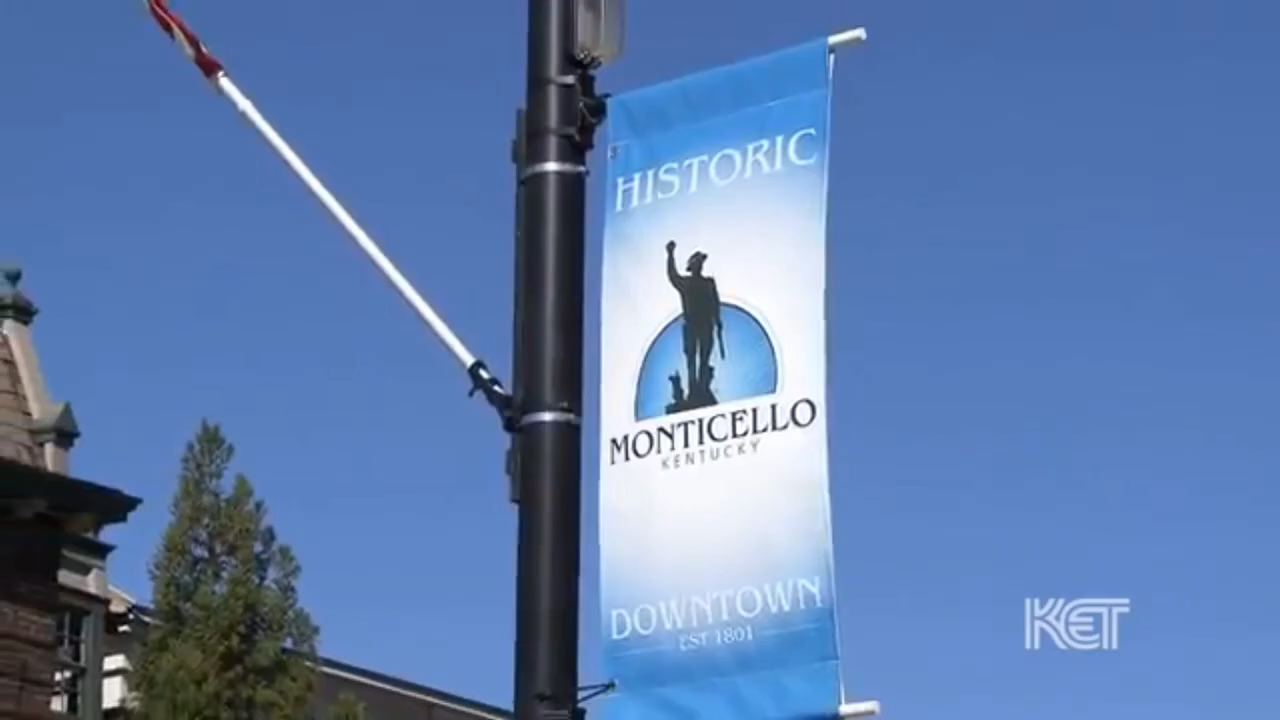 HISTORIC
MONTICELLO
KENTUCKY
DOWNTOWN
EST 1801
KET